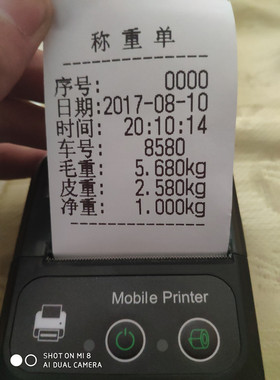 称重单
序号: 0000
日期:2017-08-10
时间: 20:10:14
车号: 8580
毛重: 5.680kg
皮重: 2.580kg
净重: 1.000kg
Mobile Printer
SHOT ON MI 8
AI DUAL CAMERA